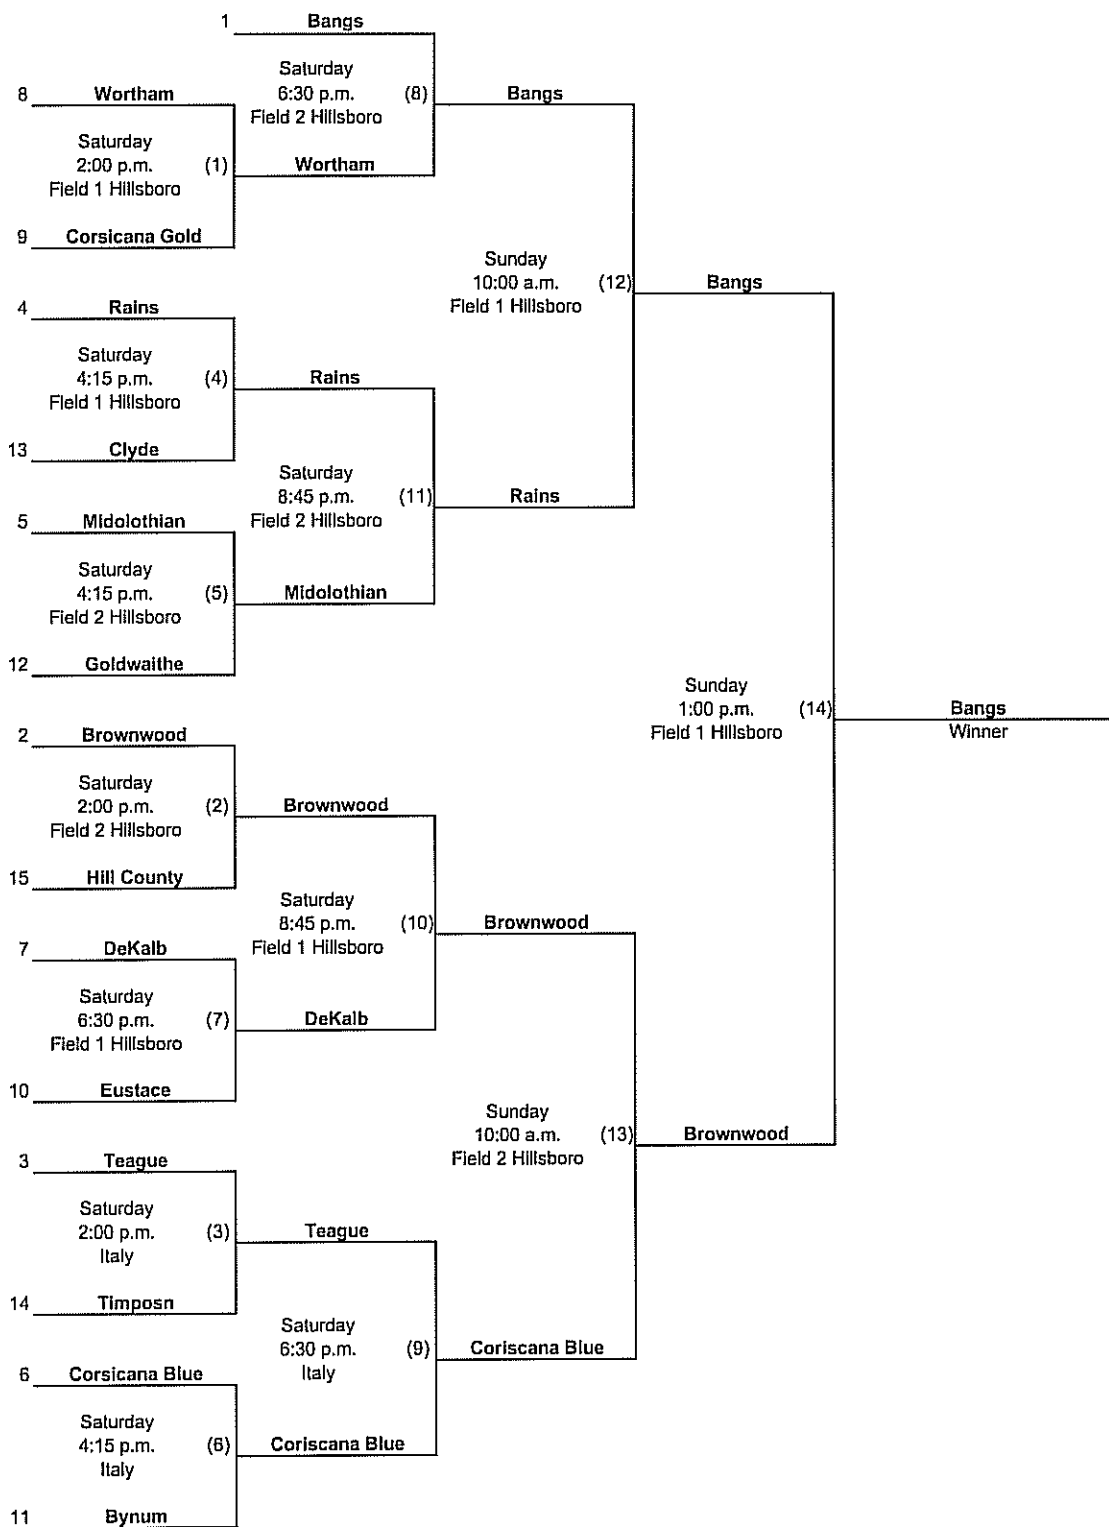 1 Bangs
Saturday
6:30 p.m. (8)
Field 2 Hillsboro
Bangs
8 Wortham
Saturday
2:00 p.m. (1)
Field 1 Hillsboro
Wortham
9 Corsicana Gold
Sunday
10:00 a.m. (12)
Field 1 Hillsboro
Bangs
4 Rains
Saturday
4:15 p.m. (4)
Field 1 Hillsboro
Rains
13 Clyde
Saturday
8:45 p.m. (11)
Field 2 Hillsboro
Rains
5 Midolothian
Saturday
4:15 p.m. (5)
Field 2 Hillsboro
Midolothian
12 Goldwaithe
Sunday
1:00 p.m. (14)
Field 1 Hillsboro
Bangs
Winner
2 Brownwood
Saturday
2:00 p.m. (2)
Field 2 Hillsboro
Brownwood
15 Hill County
Saturday
8:45 p.m. (10)
Field 1 Hillsboro
Brownwood
7 DeKalb
Saturday
6:30 p.m. (7)
Field 1 Hillsboro
DeKalb
10 Eustace
Sunday
10:00 a.m. (13)
Field 2 Hillsboro
Brownwood
3 Teague
Saturday
2:00 p.m. (3)
Italy
Teague
14 Timposn
Saturday
6:30 p.m. (9)
Italy
Coriscana Blue
6 Corsicana Blue
Saturday
4:15 p.m. (6)
Italy
Coriscana Blue
11 Bynum